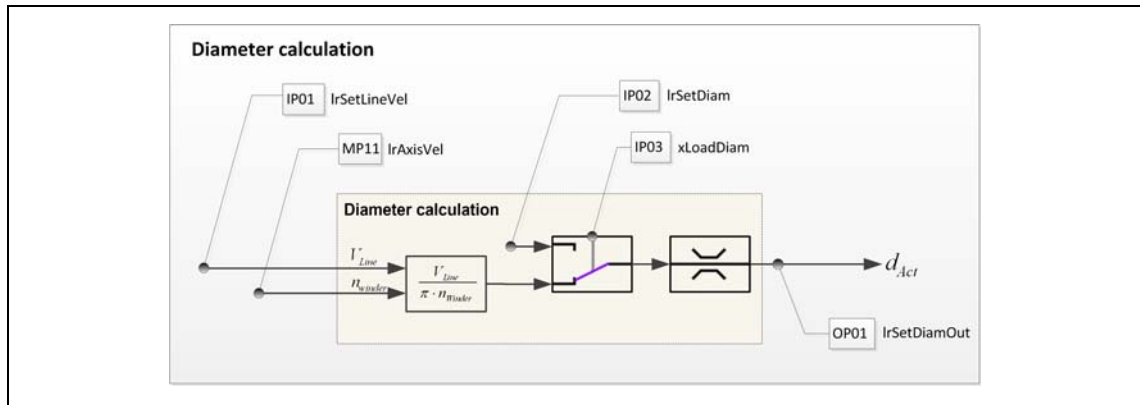 Diameter calculation
IP01 lrSetLineVel
IP02 lrSetDiam
MP11 lrAxisVel
IP03 xLoadDiam
Diameter calculation
V_Line
n_winder
V_Line
π · n_Winder
d_Act
OP01 lrSetDiamOut